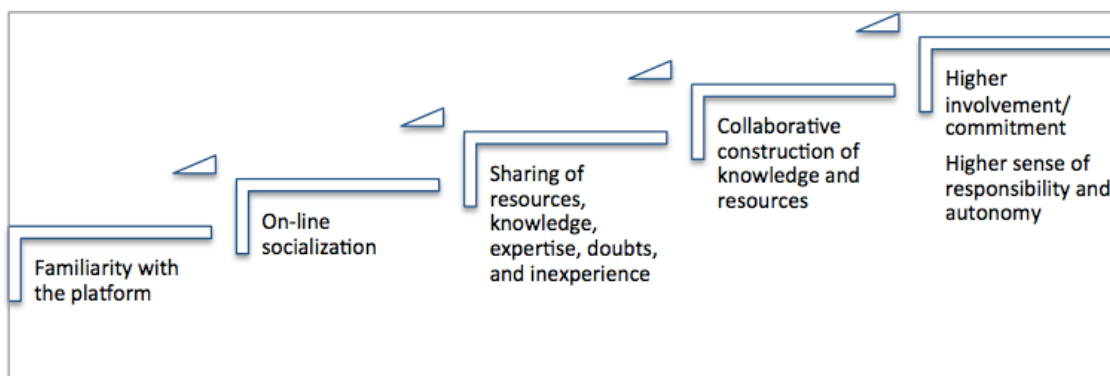 Familiarity with
the platform
On-line
socialization
Sharing of
resources,
knowledge,
expertise, doubts,
and inexperience
Collaborative
construction of
knowledge and
resources
Higher
involvement/
commitment
Higher sense of
responsibility and
autonomy